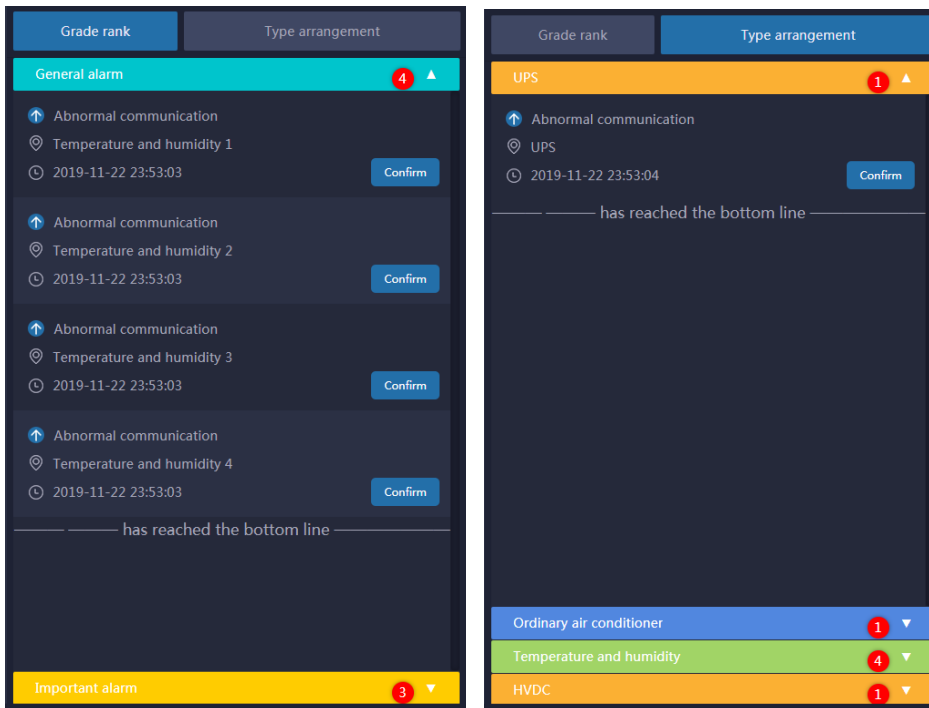 Grade rank
Type arrangement
General alarm
4
Abnormal communication
Temperature and humidity 1
2019-11-22 23:53:03
Confirm
Abnormal communication
Temperature and humidity 2
2019-11-22 23:53:03
Confirm
Abnormal communication
Temperature and humidity 3
2019-11-22 23:53:03
Confirm
Abnormal communication
Temperature and humidity 4
2019-11-22 23:53:03
Confirm
has reached the bottom line
Important alarm
3
Grade rank
Type arrangement
UPS
1
Abnormal communication
UPS
2019-11-22 23:53:04
Confirm
has reached the bottom line
Ordinary air conditioner
1
Temperature and humidity
4
HVDC
1